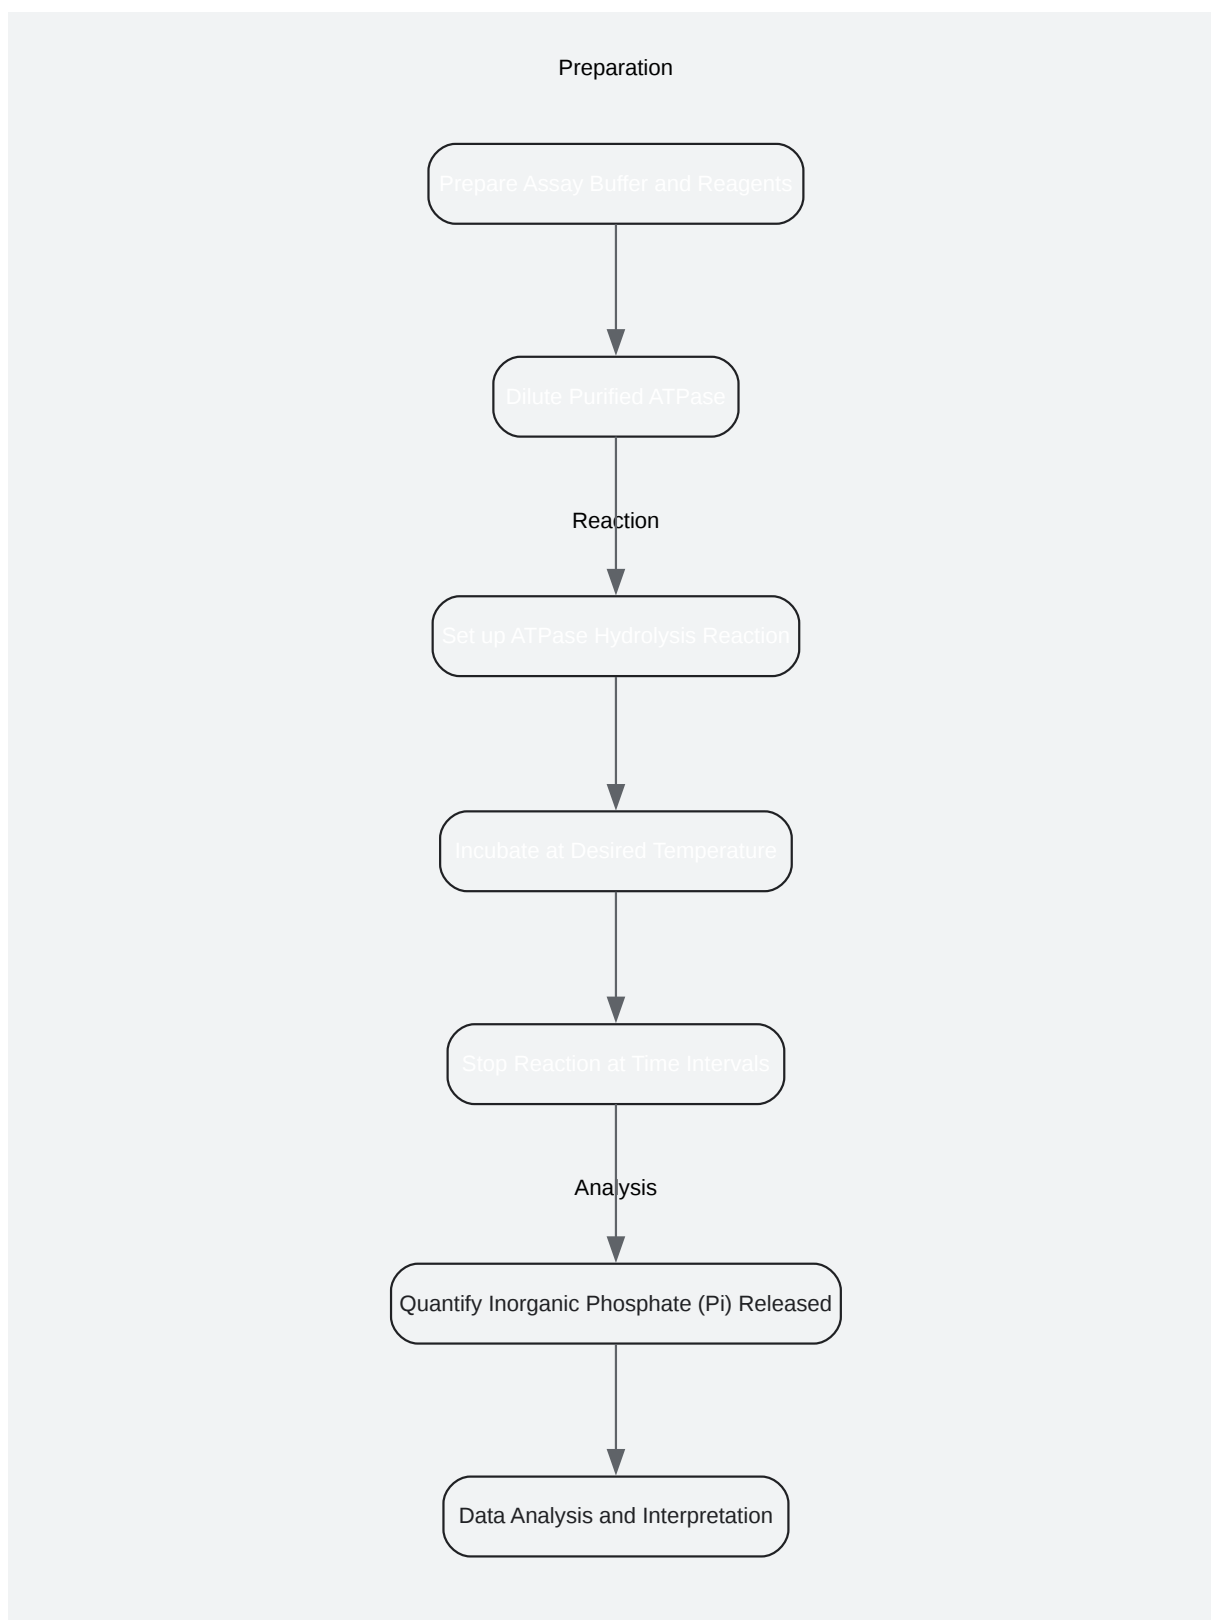 Preparation
Prepare Assay Buffer and Reagents
Dilute Purified ATPase
Reaction
Set up ATPase Hydrolysis Reaction
Incubate at Desired Temperature
Stop Reaction at Time Intervals
Analysis
Quantify Inorganic Phosphate (Pi) Released
Data Analysis and Interpretation